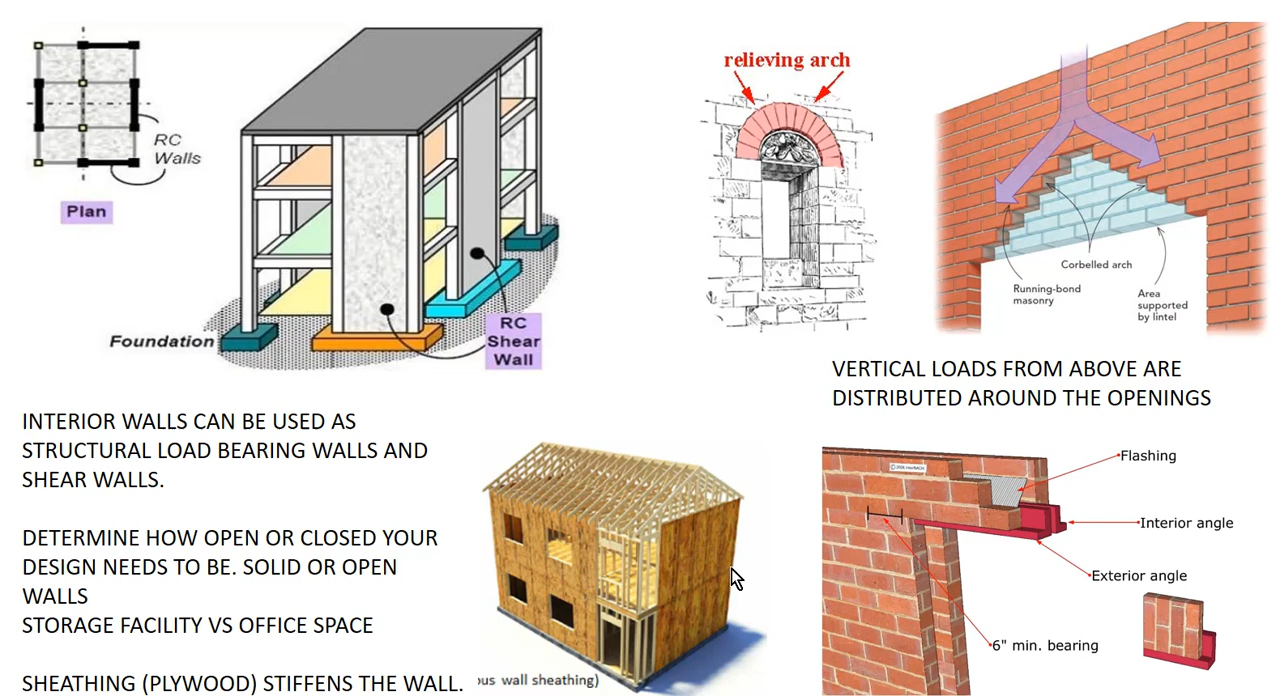 RC
Walls
Plan
Foundation
RC
Shear
Wall
relieving arch
Corbelled arch
Running-bond
masonry
Area
supported
by lintel
VERTICAL LOADS FROM ABOVE ARE
DISTRIBUTED AROUND THE OPENINGS
INTERIOR WALLS CAN BE USED AS
STRUCTURAL LOAD BEARING WALLS AND
SHEAR WALLS.
DETERMINE HOW OPEN OR CLOSED YOUR
DESIGN NEEDS TO BE. SOLID OR OPEN
WALLS
STORAGE FACILITY VS OFFICE SPACE
SHEATHING (PLYWOOD) STIFFENS THE WALL.
wall sheathing)
Flashing
Interior angle
Exterior angle
6" min. bearing